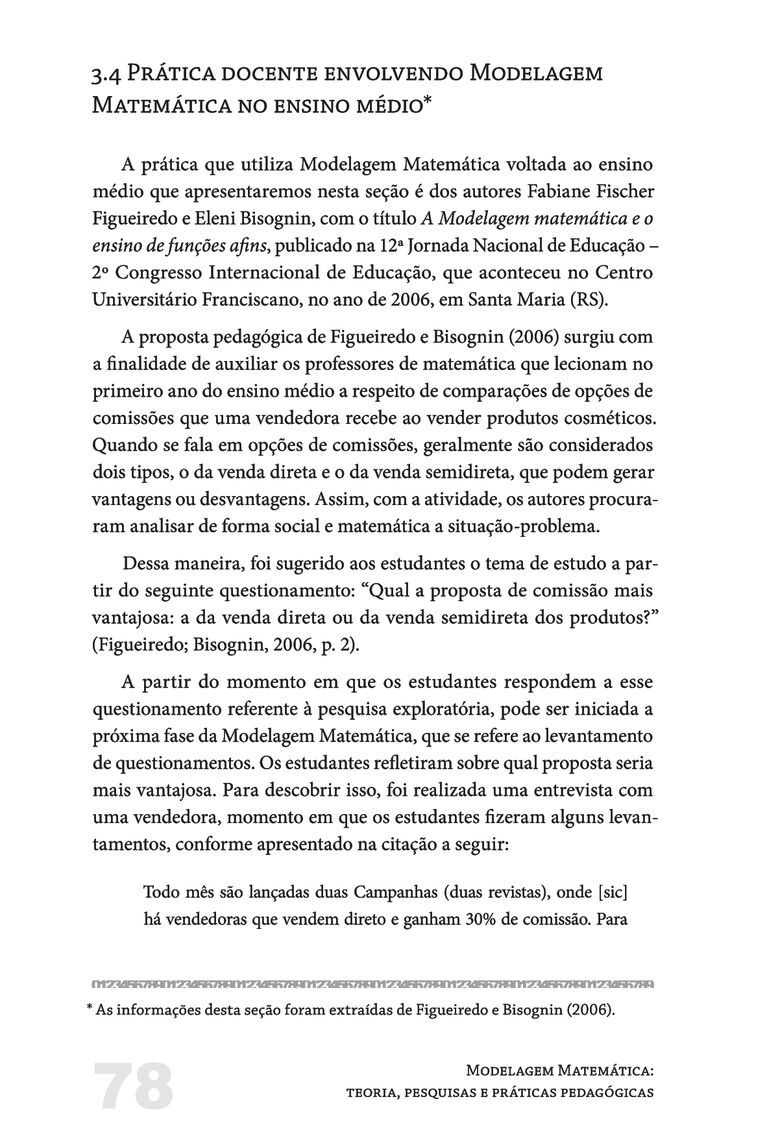 3.4 Prática docente envolvendo Modelagem
Matemática no ensino médio*
A prática que utiliza Modelagem Matemática voltada ao ensino
médio que apresentaremos nesta seção é dos autores Fabiane Fischer
Figueiredo e Eleni Bisognin, com o título A Modelagem matemática e o
ensino de funções afins, publicado na 12ª Jornada Nacional de Educação –
2º Congresso Internacional de Educação, que aconteceu no Centro
Universitário Franciscano, no ano de 2006, em Santa Maria (RS).
A proposta pedagógica de Figueiredo e Bisognin (2006) surgiu com
a finalidade de auxiliar os professores de matemática que lecionam no
primeiro ano do ensino médio a respeito de comparações de opções de
comissões que uma vendedora recebe ao vender produtos cosméticos.
Quando se fala em opções de comissões, geralmente são considerados
dois tipos, o da venda direta e o da venda semidireta, que podem gerar
vantagens ou desvantagens. Assim, com a atividade, os autores procura-
ram analisar de forma social e matemática a situação-problema.
Dessa maneira, foi sugerido aos estudantes o tema de estudo a par-
tir do seguinte questionamento: “Qual a proposta de comissão mais
vantajosa: a da venda direta ou da venda semidireta dos produtos?”
(Figueiredo; Bisognin, 2006, p. 2).
A partir do momento em que os estudantes respondem a esse
questionamento referente à pesquisa exploratória, pode ser iniciada a
próxima fase da Modelagem Matemática, que se refere ao levantamento
de questionamentos. Os estudantes refletiram sobre qual proposta seria
mais vantajosa. Para descobrir isso, foi realizada uma entrevista com
uma vendedora, momento em que os estudantes fizeram alguns levan-
tamentos, conforme apresentado na citação a seguir:
Todo mês são lançadas duas Campanhas (duas revistas), onde [sic]
há vendedoras que vendem direto e ganham 30% de comissão. Para
0123456789012345678901234567890123456789012345678901234567890123456789
* As informações desta seção foram extraídas de Figueiredo e Bisognin (2006).
78
Modelagem Matemática:
teoria, pesquisas e práticas pedagógicas